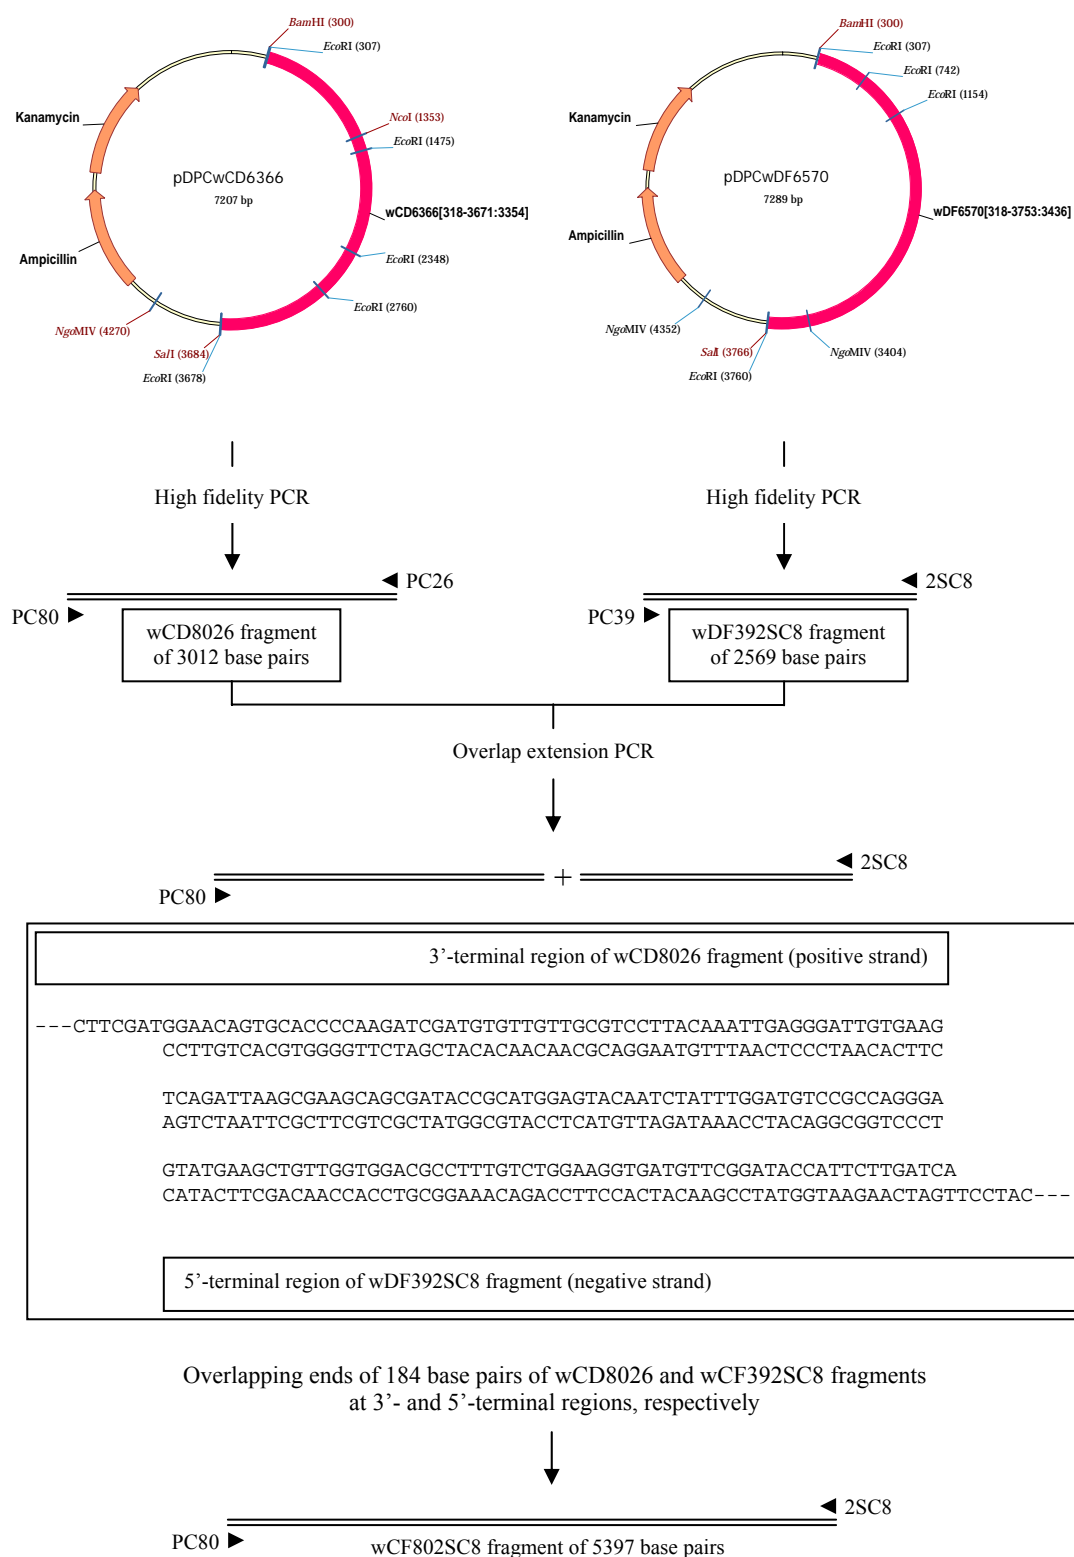 BamHI (300)
EcoRI (307)
NcoI (1353)
EcoRI (1475)
Kanamycin
pDPCwCD6366
7207 bp
wCD6366[318-3671:3354]
Ampicillin
EcoRI (2348)
EcoRI (2760)
NgoMIV (4270)
SalI (3684)
EcoRI (3678)
BamHI (300)
EcoRI (307)
EcoRI (742)
EcoRI (1154)
Kanamycin
pDPCwDF6570
7289 bp
wDF6570[318-3753:3436]
Ampicillin
NgoMIV (4352)
SalI (3766)
NgoMIV (3404)
EcoRI (3760)
High fidelity PCR
High fidelity PCR
PC26
PC80
wCD8026 fragment
of 3012 base pairs
2SC8
PC39
wDF392SC8 fragment
of 2569 base pairs
Overlap extension PCR
+
2SC8
PC80
3’-terminal region of wCD8026 fragment (positive strand)
---CTTCGATGGAACAGTGCACCCCAAGATCGATGTGTTGTTGCGTCCTTACAAATTGAGGGATTGTGAAG
CCTTGTCACGTGGGGTTCTAGCTACACAACAACGCAGGAATGTTTAACTCCCTAACACTTC
TCAGATTAAGCGAAGCAGCGATACCGCATGGAGTACAATCTATTTGGATGTCCGCCAGGGA
AGTCTAATTCGCTTCGTCGCTATGGCGTACCTCATGTTAGATAAACCTACAGGCGGTCCCT
GTATGAAGCTGTTGGTGGACGCCTTTGTCTGGAAGGTGATGTTCGGATACCATTCTTGATCA
CATACTTCGACAACCACCTGCGGAAACAGACCTTCCACTACAAGCCTATGGTAAGAACTAGTTCCTAC---
5’-terminal region of wDF392SC8 fragment (negative strand)
Overlapping ends of 184 base pairs of wCD8026 and wCF392SC8 fragments
at 3’- and 5’-terminal regions, respectively
2SC8
PC80
wCF802SC8 fragment of 5397 base pairs